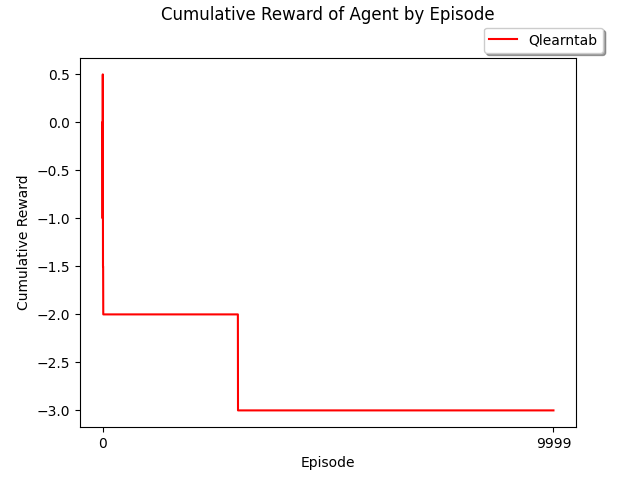 Cumulative Reward of Agent by Episode
Qlearntab
0.5
0.0
−0.5
−1.0
−1.5
−2.0
−2.5
−3.0
Cumulative Reward
0
9999
Episode